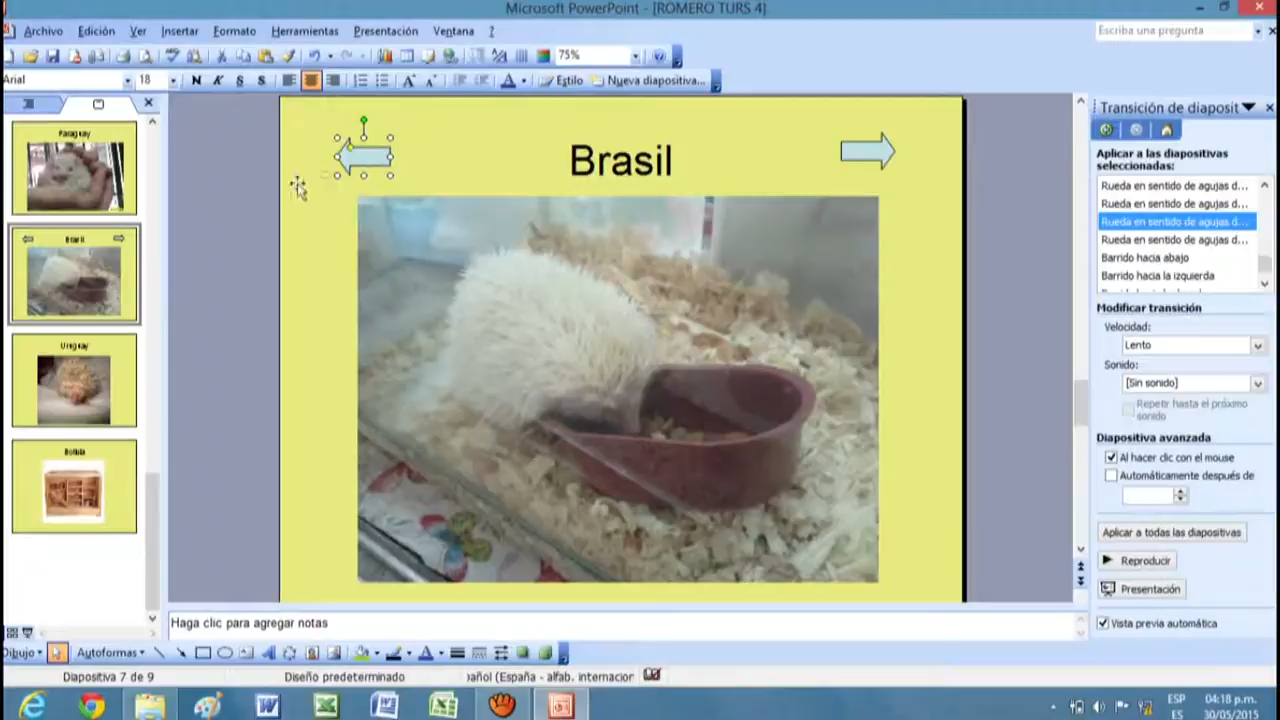 Microsoft PowerPoint - [ROMERO TURS 4]
Archivo Edición Ver Insertar Formato Herramientas Presentación Ventana ?
Escriba una pregunta
75%
Arial 18 N K S S Estilo Nueva diapositiva...
Transición de diaposit
Paraguay
Brasil
Uruguay
Bolivia
Brasil
Aplicar a las diapositivas
seleccionadas:
Rueda en sentido de agujas d...
Rueda en sentido de agujas d...
Rueda en sentido de agujas d...
Rueda en sentido de agujas d...
Barrido hacia abajo
Barrido hacia la izquierda
Modificar transición
Velocidad:
Lento
Sonido:
[Sin sonido]
Repetir hasta el próximo
sonido
Diapositiva avanzada
Al hacer clic con el mouse
Automáticamente después de
Aplicar a todas las diapositivas
Reproducir
Presentación
Vista previa automática
Haga clic para agregar notas
Dibujo Autoformas
Diapositiva 7 de 9 Diseño predeterminado pañol (España - alfab. internacion
ESP 04:18 p.m.
ES 30/05/2015